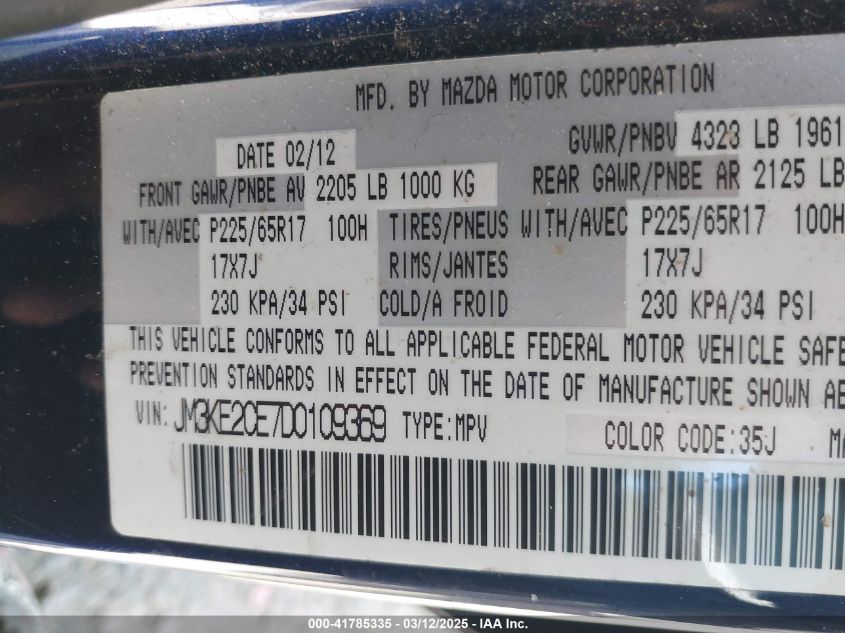 MFD. BY MAZDA MOTOR CORPORATION
DATE 02/12 GVWR/PNBV 4323 LB 1961
FRONT GAWR/PNBE AV 2205 LB 1000 KG REAR GAWR/PNBE AR 2125 LB
WITH/AVEC P225/65R17 100H TIRES/PNEUS WITH/AVEC P225/65R17 100H
17X7J RIMS/JANTES 17X7J
230 KPA/34 PSI COLD/A FROID 230 KPA/34 PSI
THIS VEHICLE CONFORMS TO ALL APPLICABLE FEDERAL MOTOR VEHICLE SAFE
PREVENTION STANDARDS IN EFFECT ON THE DATE OF MANUFACTURE SHOWN AB
VIN: JM3KE2CE7D0109369 TYPE:MPV COLOR CODE:35J MA
000-41785335 - 03/12/2025 - IAA Inc.